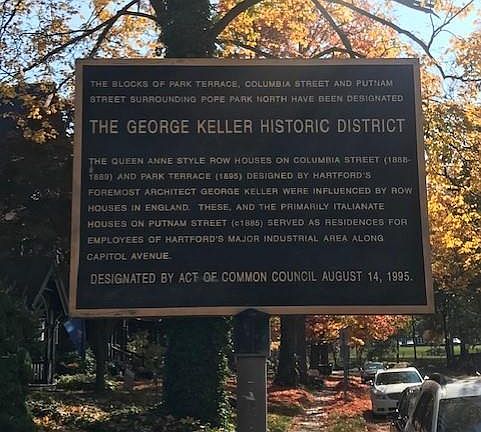 THE BLOCKS OF PARK TERRACE, COLUMBIA STREET AND PUTNAM
STREET SURROUNDING POPE PARK NORTH HAVE BEEN DESIGNATED
THE GEORGE KELLER HISTORIC DISTRICT
THE QUEEN ANNE STYLE ROW HOUSES ON COLUMBIA STREET (1888-
1889) AND PARK TERRACE (1895) DESIGNED BY HARTFORD'S
FOREMOST ARCHITECT GEORGE KELLER WERE INFLUENCED BY ROW
HOUSES IN ENGLAND. THESE, AND THE PRIMARILY ITALIANATE
HOUSES ON PUTNAM STREET (c1885) SERVED AS RESIDENCES FOR
EMPLOYEES OF HARTFORD'S MAJOR INDUSTRIAL AREA ALONG
CAPITOL AVENUE.
DESIGNATED BY ACT OF COMMON COUNCIL AUGUST 14, 1995.